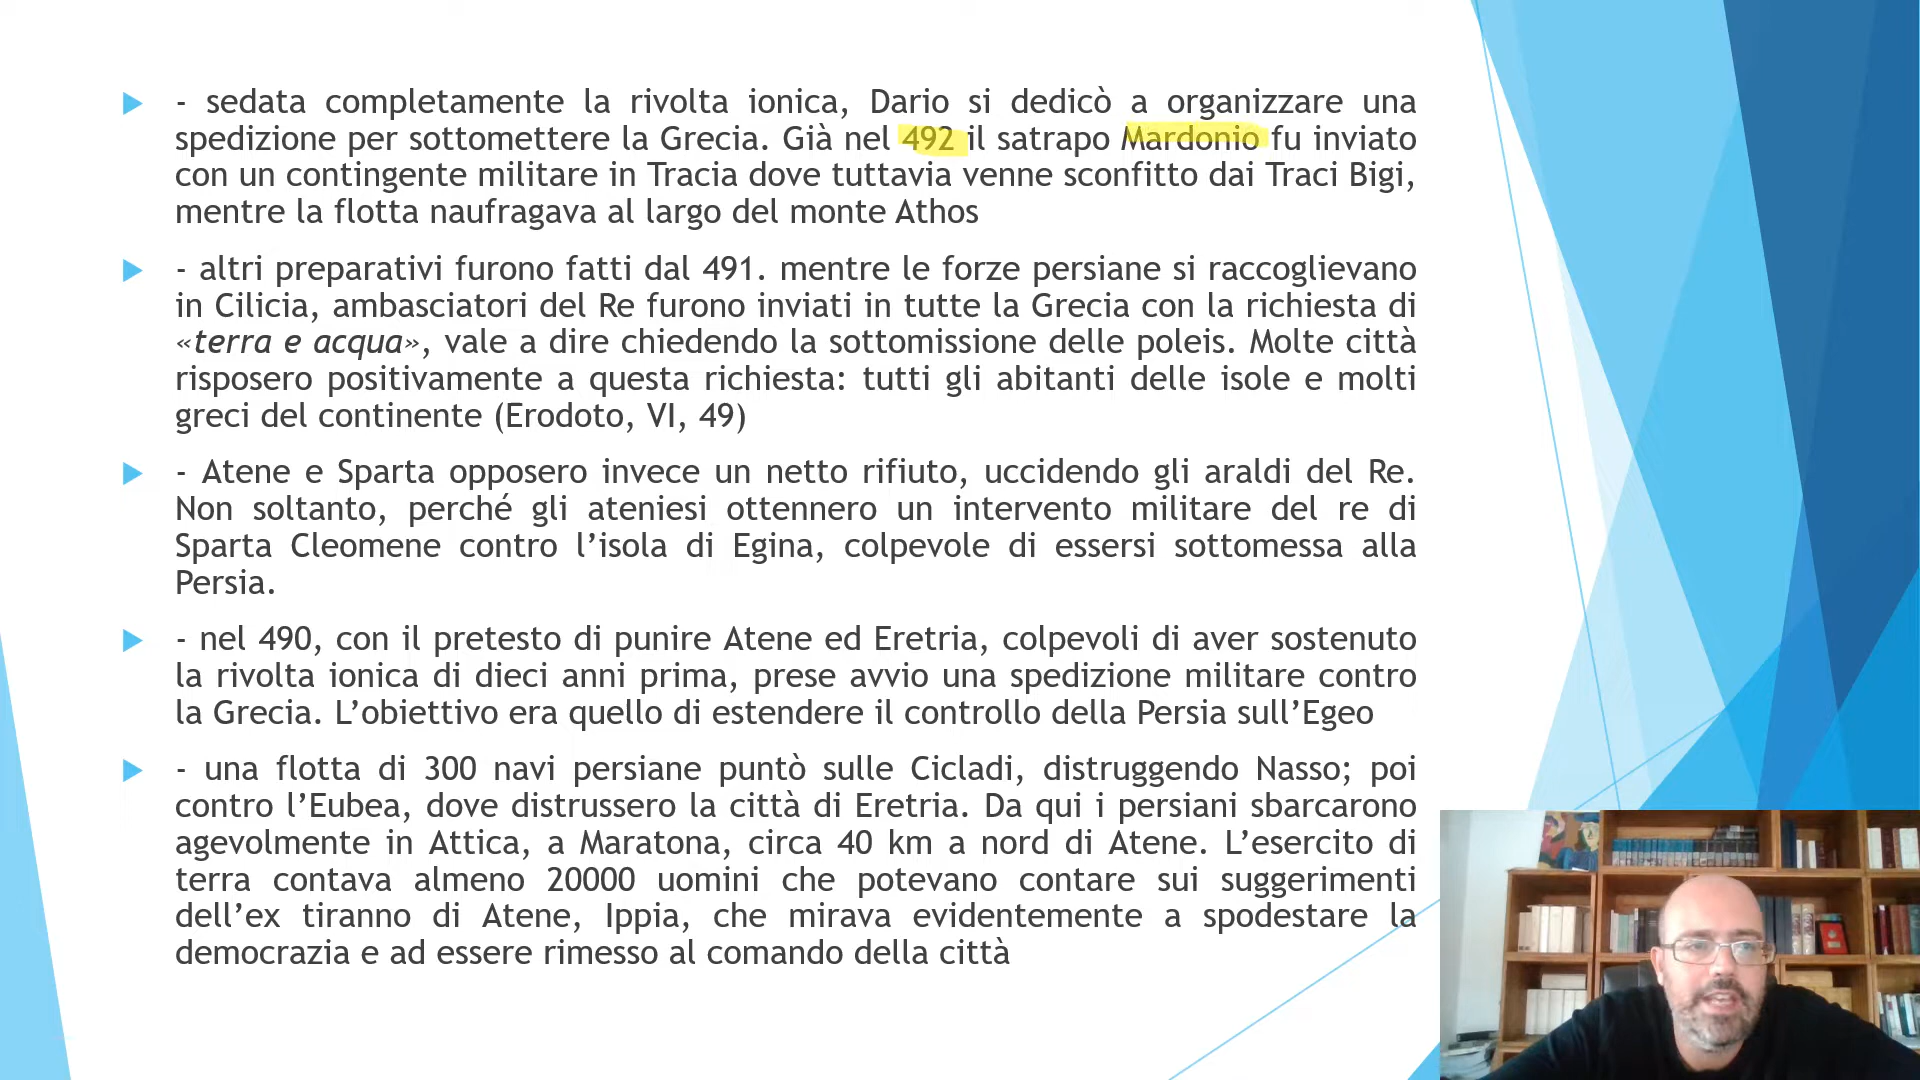 - sedata completamente la rivolta ionica, Dario si dedicò a organizzare una
spedizione per sottomettere la Grecia. Già nel 492 il satrapo Mardonio fu inviato
con un contingente militare in Tracia dove tuttavia venne sconfitto dai Traci Bigi,
mentre la flotta naufragava al largo del monte Athos
- altri preparativi furono fatti dal 491. mentre le forze persiane si raccoglievano
in Cilicia, ambasciatori del Re furono inviati in tutte la Grecia con la richiesta di
«terra e acqua», vale a dire chiedendo la sottomissione delle poleis. Molte città
risposero positivamente a questa richiesta: tutti gli abitanti delle isole e molti
greci del continente (Erodoto, VI, 49)
- Atene e Sparta opposero invece un netto rifiuto, uccidendo gli araldi del Re.
Non soltanto, perché gli ateniesi ottennero un intervento militare del re di
Sparta Cleomene contro l’isola di Egina, colpevole di essersi sottomessa alla
Persia.
- nel 490, con il pretesto di punire Atene ed Eretria, colpevoli di aver sostenuto
la rivolta ionica di dieci anni prima, prese avvio una spedizione militare contro
la Grecia. L’obiettivo era quello di estendere il controllo della Persia sull’Egeo
- una flotta di 300 navi persiane puntò sulle Cicladi, distruggendo Nasso; poi
contro l’Eubea, dove distrussero la città di Eretria. Da qui i persiani sbarcarono
agevolmente in Attica, a Maratona, circa 40 km a nord di Atene. L’esercito di
terra contava almeno 20000 uomini che potevano contare sui suggerimenti
dell’ex tiranno di Atene, Ippia, che mirava evidentemente a spodestare la
democrazia e ad essere rimesso al comando della città